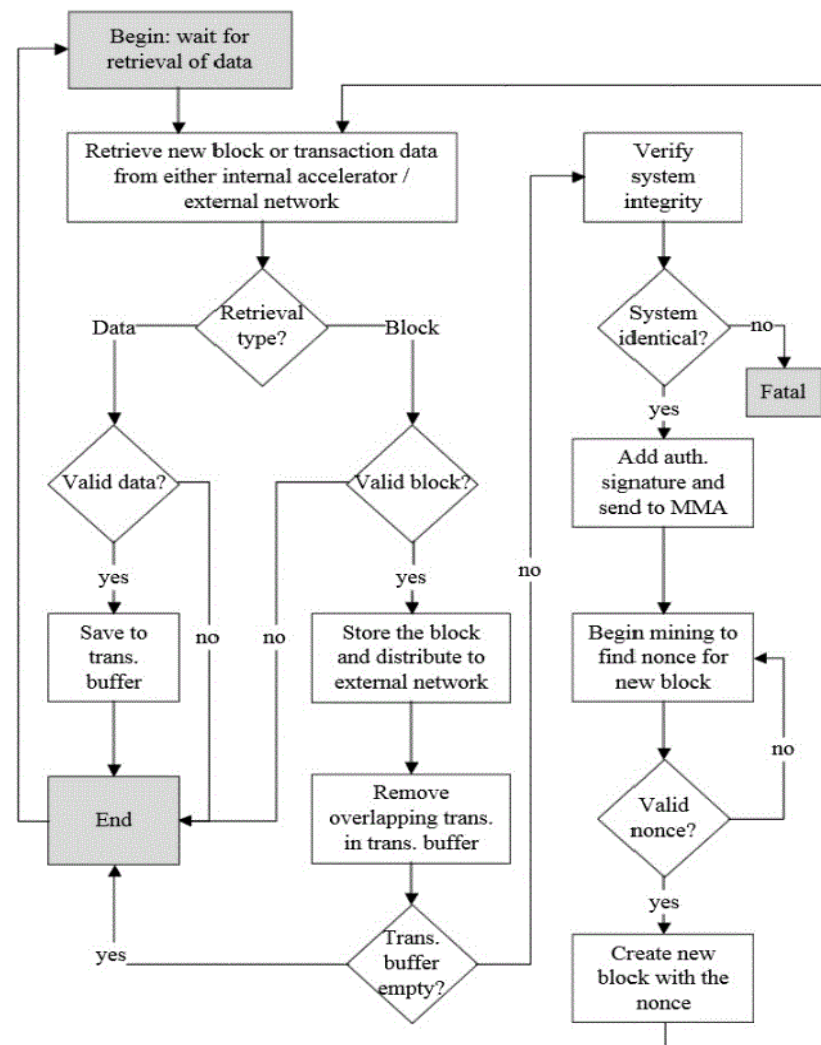 Begin: wait for
retrieval of data
Retrieve new block or transaction data
from either internal accelerator /
external network
Retrieval
type?
Data
Block
Valid data?
Valid block?
yes
yes
no
no
Save to
trans.
buffer
Store the block
and distribute to
external network
End
Remove
overlapping trans.
in trans. buffer
yes
Trans.
buffer
empty?
no
Verify
system
integrity
System
identical?
no
Fatal
yes
Add auth.
signature and
send to MMA
Begin mining to
find nonce for
new block
no
Valid
nonce?
yes
Create new
block with the
nonce